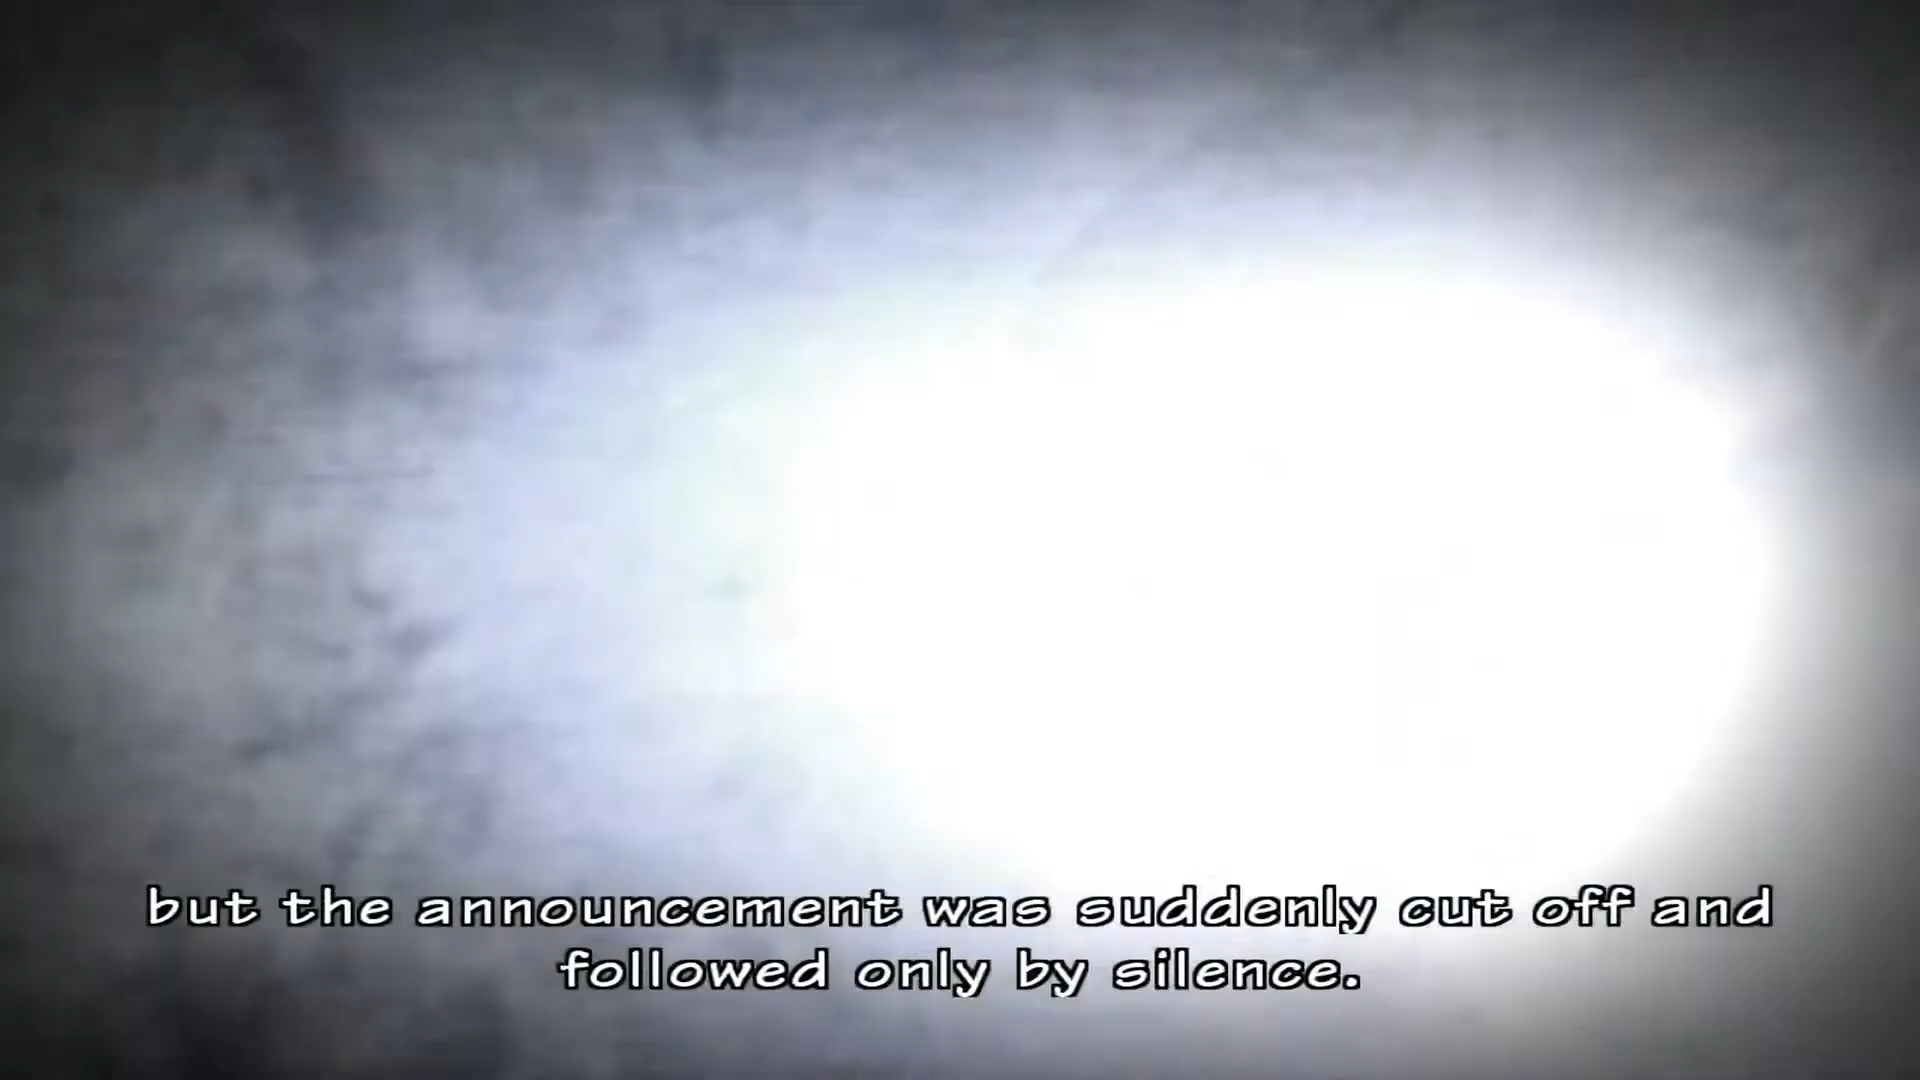 but the announcement was suddenly cut off and
followed only by silence.